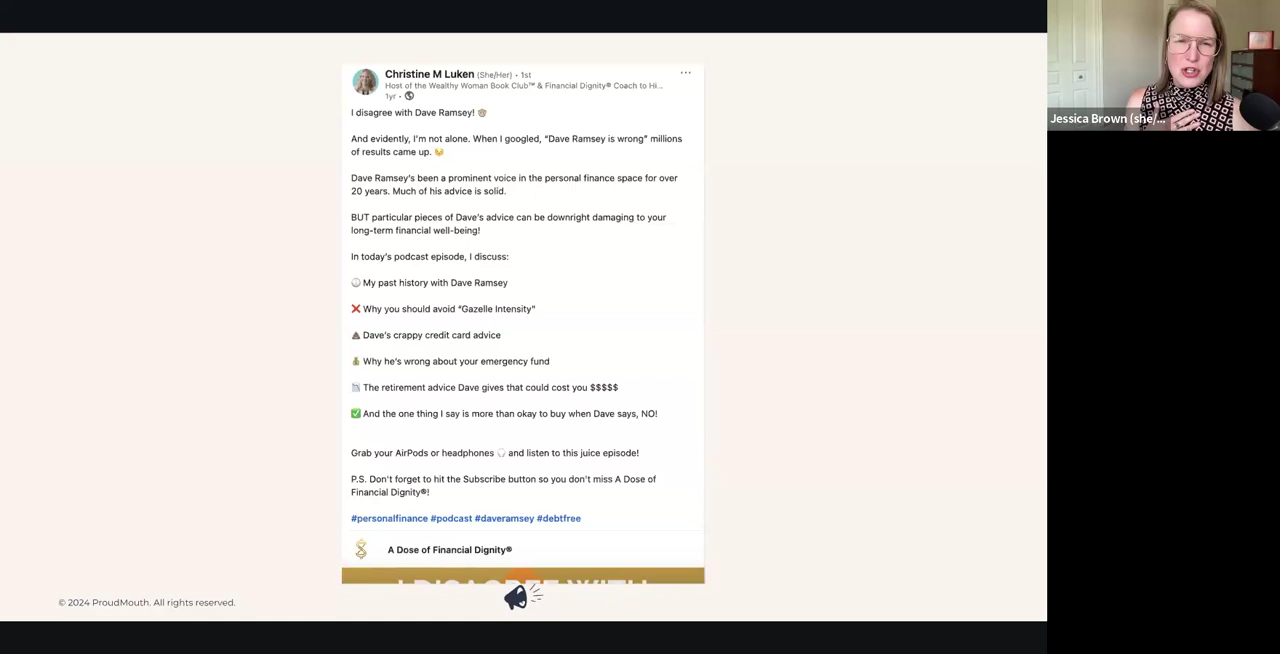 Christine M Luken (She/Her) • 1st
Host of the Wealthy Woman Book Club™ & Financial Dignity® Coach to Hi...
1yr •
I disagree with Dave Ramsey!
And evidently, I'm not alone. When I googled, “Dave Ramsey is wrong” millions
of results came up.
Dave Ramsey's been a prominent voice in the personal finance space for over
20 years. Much of his advice is solid.
BUT particular pieces of Dave's advice can be downright damaging to your
long-term financial well-being!
In today's podcast episode, I discuss:
My past history with Dave Ramsey
Why you should avoid “Gazelle Intensity”
Dave's crappy credit card advice
Why he's wrong about your emergency fund
The retirement advice Dave gives that could cost you $$$$$
And the one thing I say is more than okay to buy when Dave says, NO!
Grab your AirPods or headphones and listen to this juice episode!
P.S. Don't forget to hit the Subscribe button so you don't miss A Dose of
Financial Dignity®!
#personalfinance #podcast #daveramsey #debtfree
A Dose of Financial Dignity®
I DISAGREE WITH
© 2024 ProudMouth. All rights reserved.
Jessica Brown (she/...